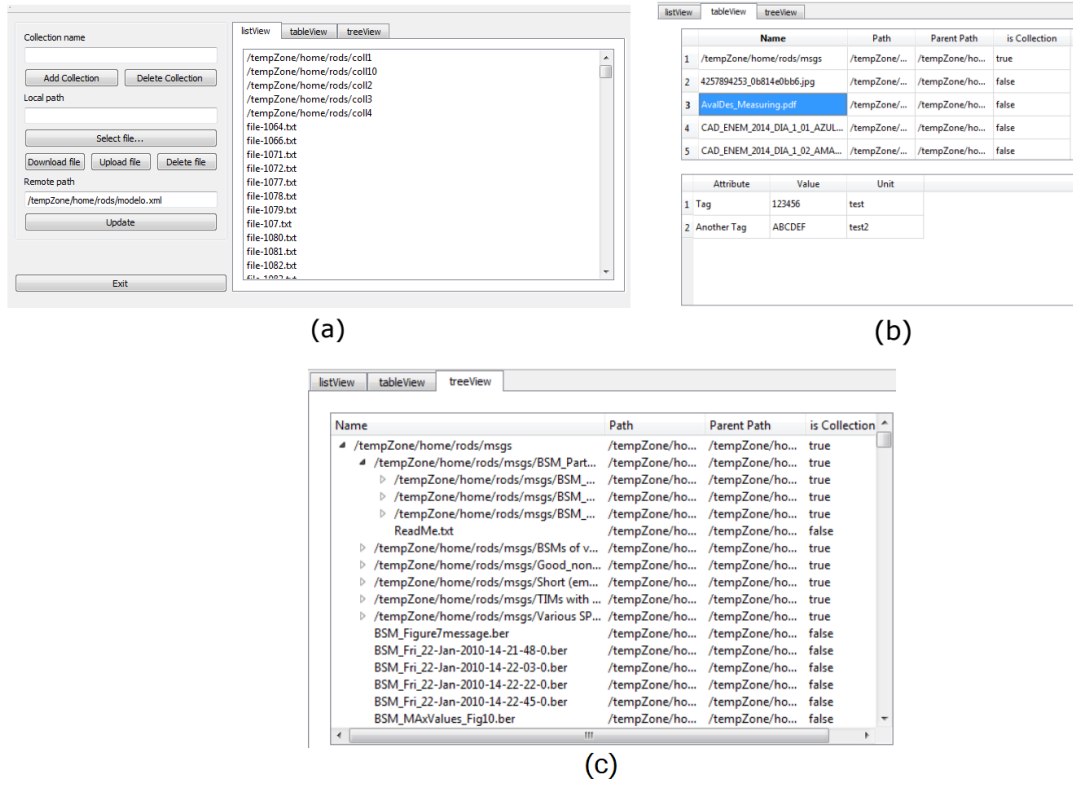 Collection name
Add Collection Delete Collection
Local path
Select file...
Download file Upload file Delete file
Remote path
/tempZone/home/rods/modelo.xml
Update
Exit
listView tableView treeView
/tempZone/home/rods/coll1
/tempZone/home/rods/coll10
/tempZone/home/rods/coll2
/tempZone/home/rods/coll3
/tempZone/home/rods/coll4
file-1064.txt
file-1066.txt
file-1071.txt
file-1072.txt
file-1077.txt
file-1078.txt
file-1079.txt
file-107.txt
file-1080.txt
file-1081.txt
file-1082.txt
(a)
listView tableView treeView
Name Path Parent Path is Collection
1 /tempZone/home/rods/msgs /tempZone/... /tempZone/ho... true
2 4257894253_0b814e0bb6.jpg /tempZone/... /tempZone/ho... false
3 AvalDes_Measuring.pdf /tempZone/... /tempZone/ho... false
4 CAD_ENEM_2014_DIA_1_01_AZUL... /tempZone/... /tempZone/ho... false
5 CAD_ENEM_2014_DIA_1_02_AMA... /tempZone/... /tempZone/ho... false
Attribute Value Unit
1 Tag 123456 test
2 Another Tag ABCDEF test2
(b)
listView tableView treeView
Name Path Parent Path is Collection
/tempZone/home/rods/msgs /tempZone/ho... /tempZone/ho... true
/tempZone/home/rods/msgs/BSM_Part... /tempZone/ho... /tempZone/ho... true
/tempZone/home/rods/msgs/BSM_... /tempZone/ho... /tempZone/ho... true
/tempZone/home/rods/msgs/BSM_... /tempZone/ho... /tempZone/ho... true
/tempZone/home/rods/msgs/BSM_... /tempZone/ho... /tempZone/ho... true
ReadMe.txt /tempZone/ho... /tempZone/ho... false
/tempZone/home/rods/msgs/BSMs of v... /tempZone/ho... /tempZone/ho... true
/tempZone/home/rods/msgs/Good_non... /tempZone/ho... /tempZone/ho... true
/tempZone/home/rods/msgs/Short (em... /tempZone/ho... /tempZone/ho... true
/tempZone/home/rods/msgs/TIMs with ... /tempZone/ho... /tempZone/ho... true
/tempZone/home/rods/msgs/Various SP... /tempZone/ho... /tempZone/ho... true
BSM_Figure7message.ber /tempZone/ho... /tempZone/ho... false
BSM_Fri_22-Jan-2010-14-21-48-0.ber /tempZone/ho... /tempZone/ho... false
BSM_Fri_22-Jan-2010-14-22-03-0.ber /tempZone/ho... /tempZone/ho... false
BSM_Fri_22-Jan-2010-14-22-22-0.ber /tempZone/ho... /tempZone/ho... false
BSM_Fri_22-Jan-2010-14-22-45-0.ber /tempZone/ho... /tempZone/ho... false
BSM_MAxValues_Fig10.ber /tempZone/ho... /tempZone/ho... false
(c)